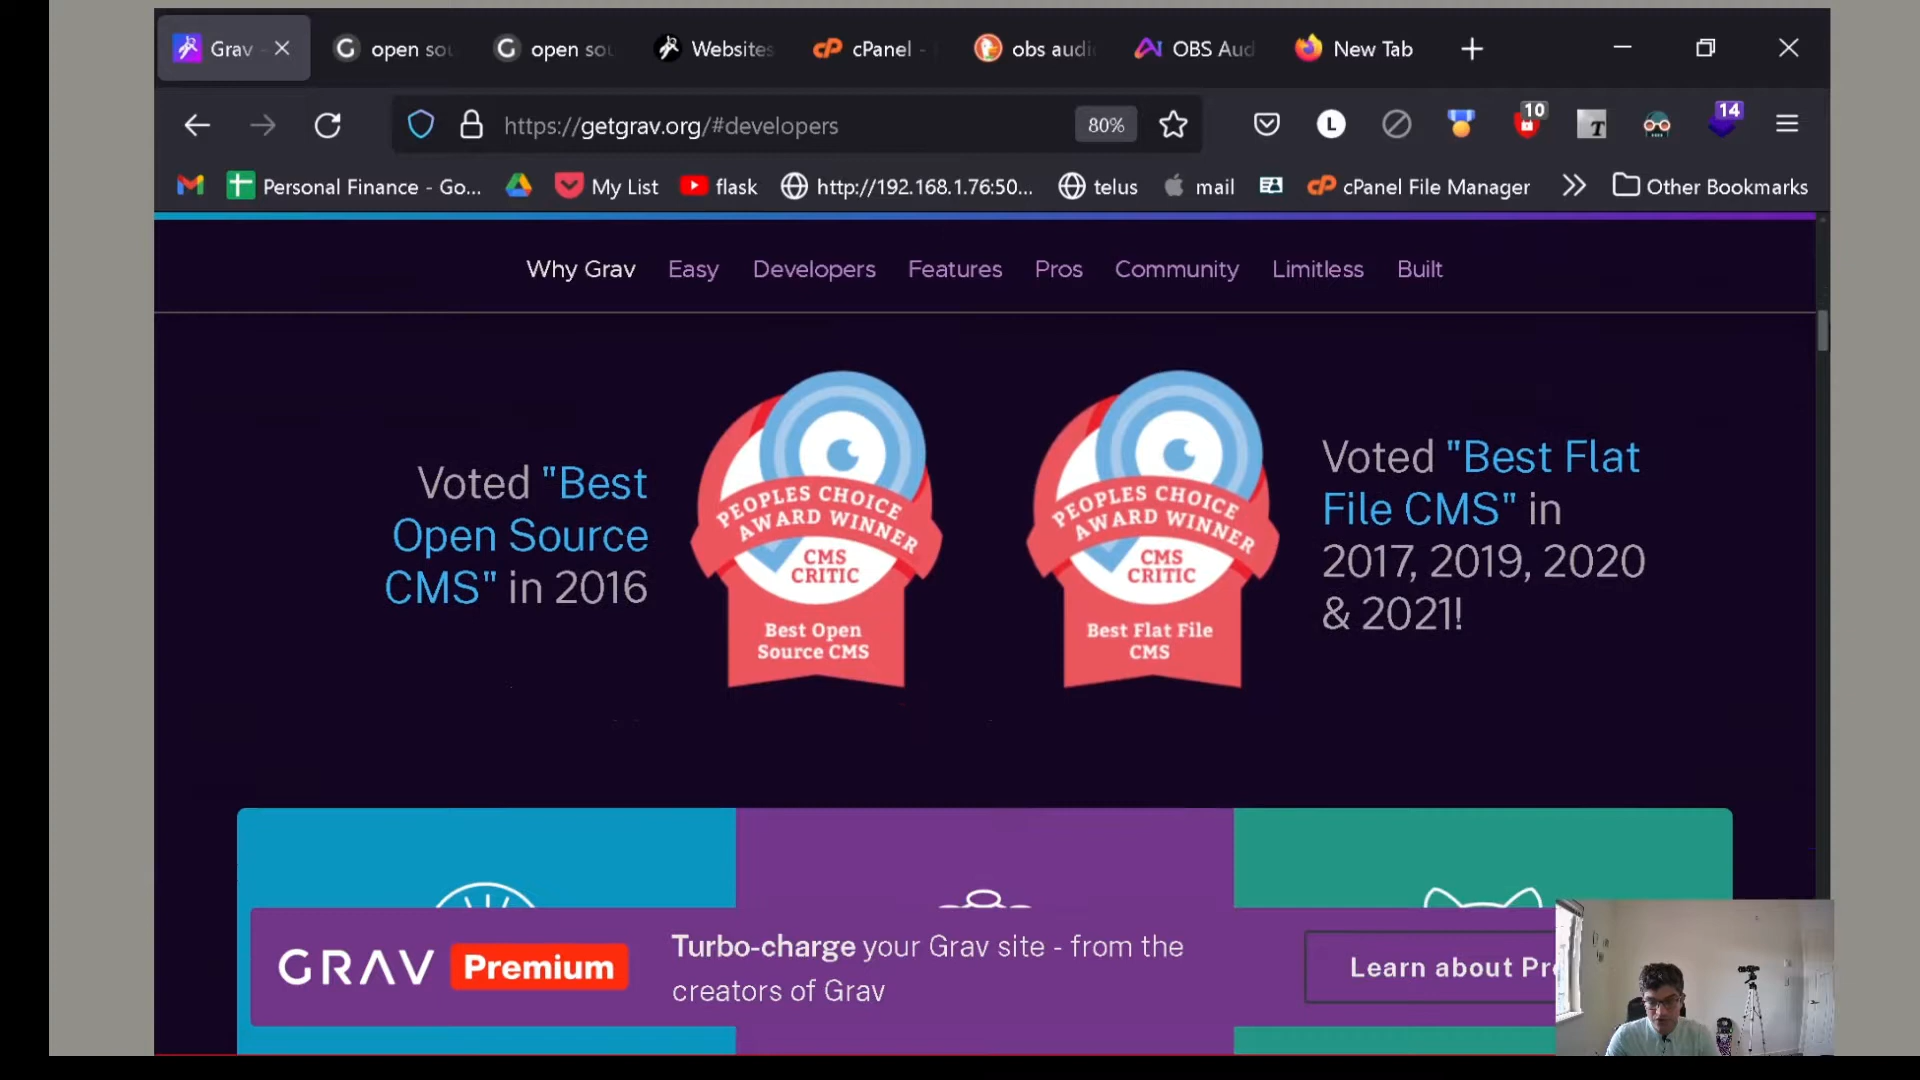 Grav
open sou
open sou
Websites
cPanel -
obs audi
OBS Aud
New Tab
https://getgrav.org/#developers
80%
L
10
T
14
Personal Finance - Go...
My List
flask
http://192.168.1.76:50...
telus
mail
cPanel File Manager
Other Bookmarks
Why Grav
Easy
Developers
Features
Pros
Community
Limitless
Built
Voted "Best
Open Source
CMS" in 2016
PEOPLES CHOICE
AWARD WINNER
CMS
CRITIC
Best Open
Source CMS
PEOPLES CHOICE
AWARD WINNER
CMS
CRITIC
Best Flat File
CMS
Voted "Best Flat
File CMS" in
2017, 2019, 2020
& 2021!
GRAV Premium
Turbo-charge your Grav site - from the
creators of Grav
Learn about Pr